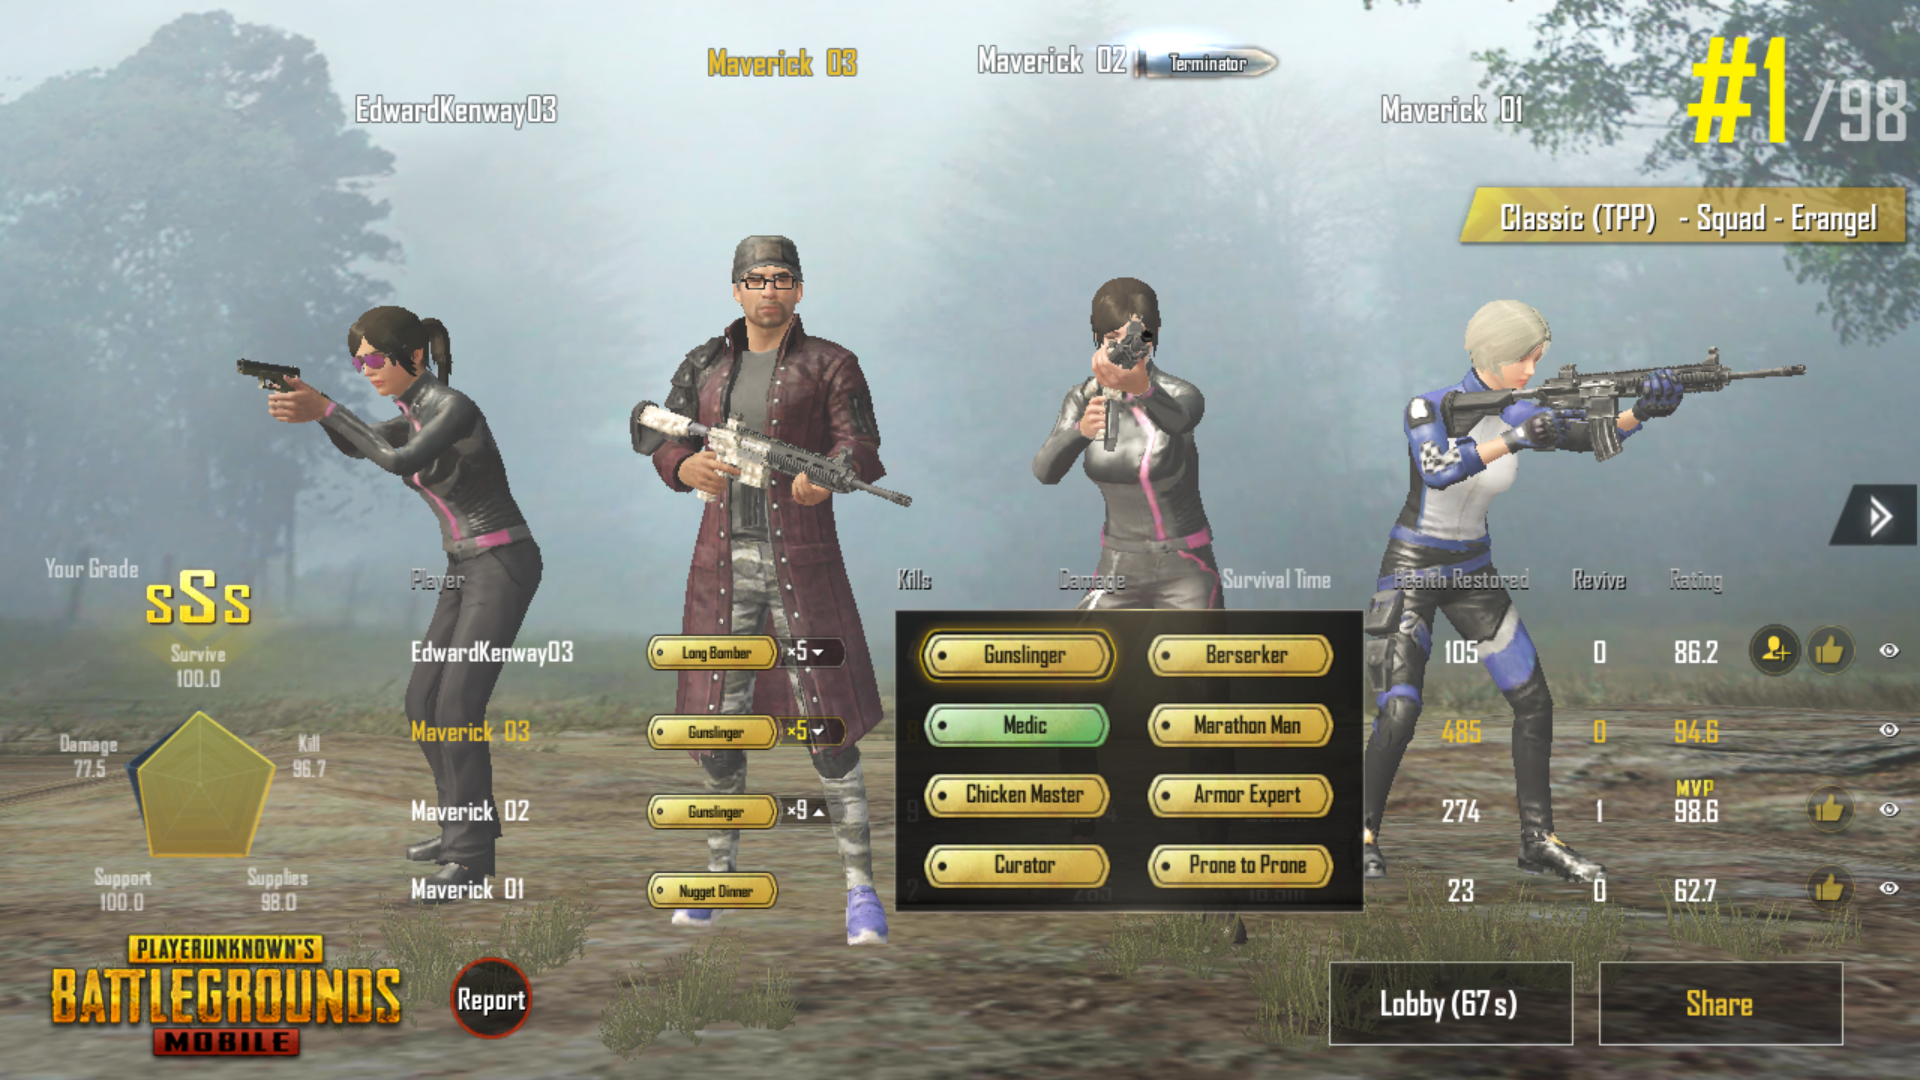 Maverick 03
Maverick 02 Terminator
EdwardKenway03
Maverick 01
#1/98
Classic (TPP) - Squad - Erangel
Your Grade
sSs
Survive
100.0
Damage
77.5
Kill
96.7
Support
100.0
Supplies
98.0
Player Kills Damage Survival Time Health Restored Revive Rating
EdwardKenway03 Long Bomber ×5 105 0 86.2
Maverick 03 Gunslinger ×5 8 485 0 94.6
MVP
Maverick 02 Gunslinger ×9 9 274 1 98.6
Maverick 01 Nugget Dinner 2 23 0 62.7
Gunslinger Berserker
Medic Marathon Man
Chicken Master Armor Expert
Curator Prone to Prone
PLAYERUNKNOWN'S
BATTLEGROUNDS
MOBILE
Report
Lobby (67 s)
Share